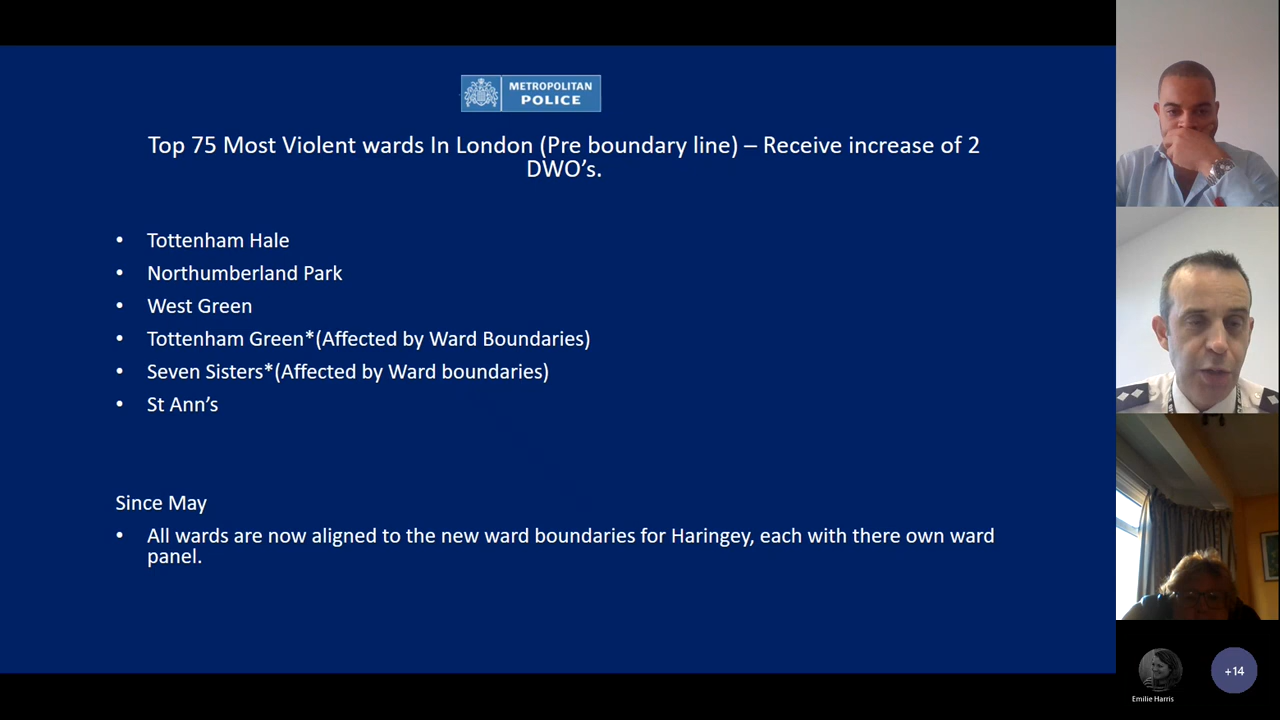 METROPOLITAN
POLICE
Top 75 Most Violent wards In London (Pre boundary line) – Receive increase of 2
DWO's.
• Tottenham Hale
• Northumberland Park
• West Green
• Tottenham Green*(Affected by Ward Boundaries)
• Seven Sisters*(Affected by Ward boundaries)
• St Ann's
Since May
• All wards are now aligned to the new ward boundaries for Haringey, each with there own ward
panel.
+14
Emilie Harris